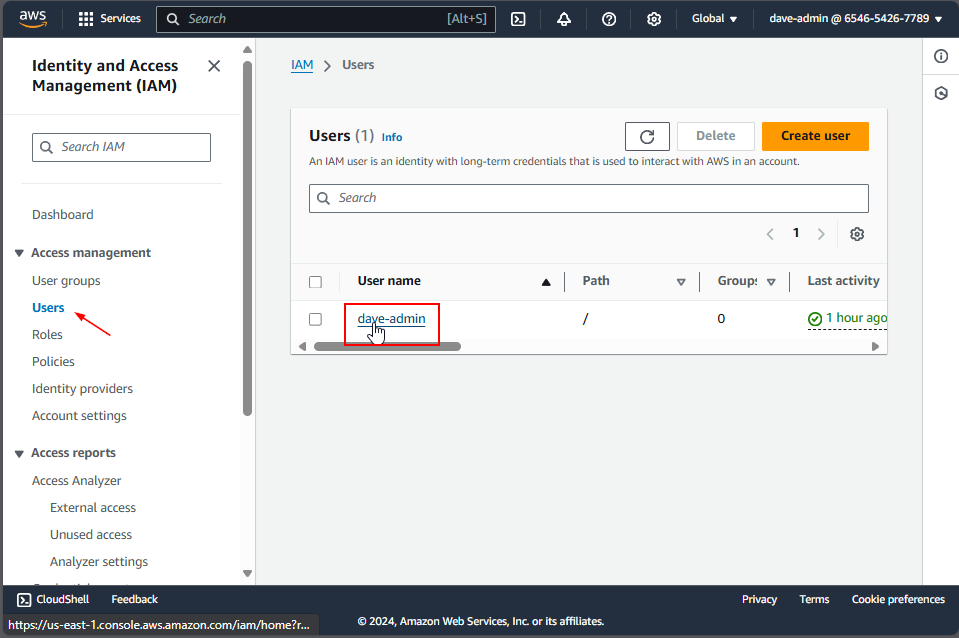 aws
Services
Search [Alt+S]
Global
dave-admin @ 6546-5426-7789
Identity and Access
Management (IAM)
Search IAM
Dashboard
Access management
User groups
Users
Roles
Policies
Identity providers
Account settings
Access reports
Access Analyzer
External access
Unused access
Analyzer settings
IAM > Users
Users (1) Info
Delete
Create user
An IAM user is an identity with long-term credentials that is used to interact with AWS in an account.
Search
1
User name
Path
Groups
Last activity
dave-admin
/
0
1 hour ago
CloudShell
Feedback
Privacy
Terms
Cookie preferences
https://us-east-1.console.aws.amazon.com/iam/home?r...
© 2024, Amazon Web Services, Inc. or its affiliates.